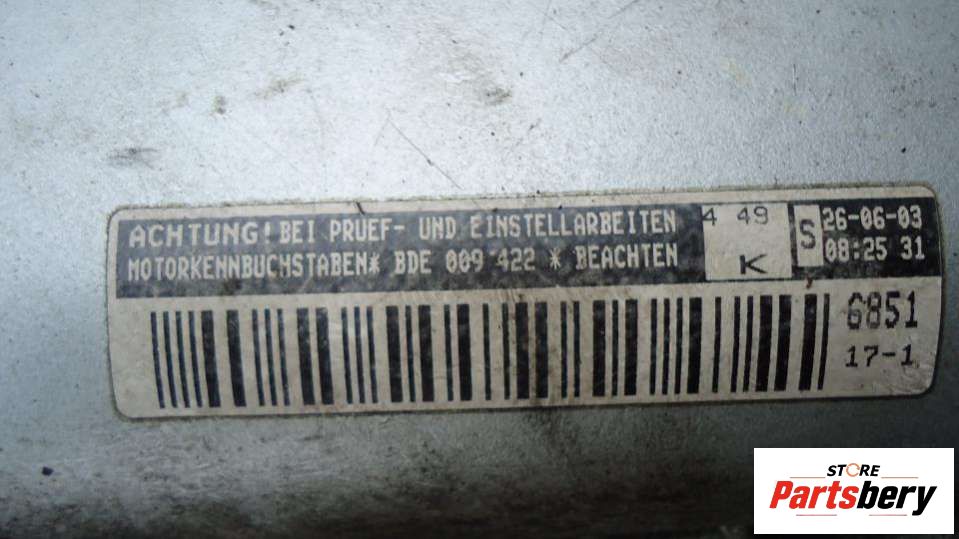 ACHTUNG! BEI PRUEF- UND EINSTELLARBEITEN
MOTORKENNBUCHSTABEN* BDE 009 422 * BEACHTEN
4 49
K
S
26-06-03
08:25 31
6851
17-1
STORE
Partsbery